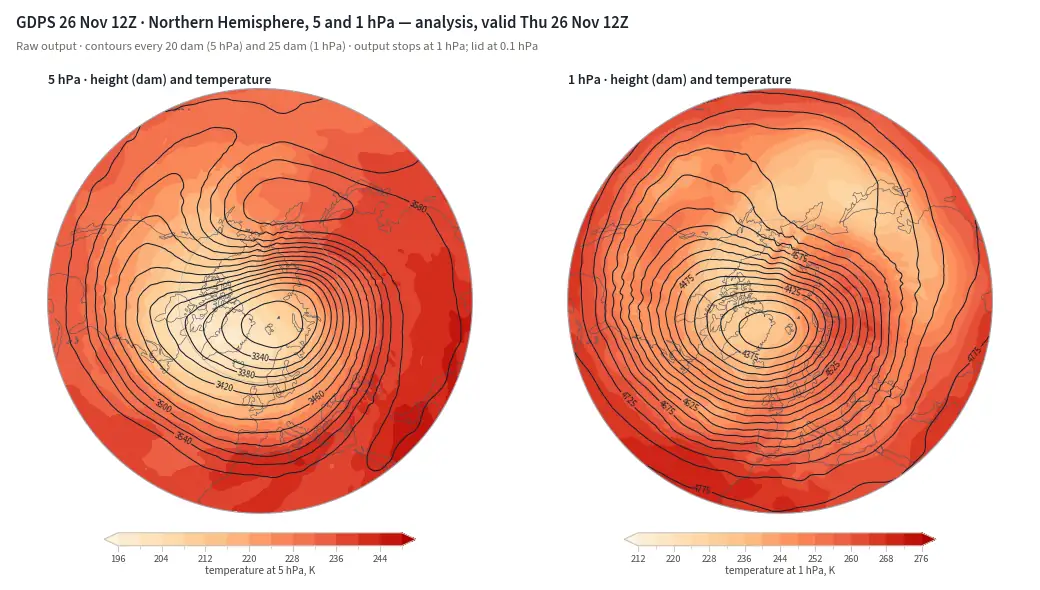 GDPS 26 Nov 12Z · Northern Hemisphere, 5 and 1 hPa — analysis, valid Thu 26 Nov 12Z
Raw output · contours every 20 dam (5 hPa) and 25 dam (1 hPa) · output stops at 1 hPa; lid at 0.1 hPa
5 hPa · height (dam) and temperature
3580
3340
3380
3420
3460
3500
3540
196 204 212 220 228 236 244
temperature at 5 hPa, K
1 hPa · height (dam) and temperature
4575
4475
4425
4375
4525
4775
4725
4675
4625
4775
212 220 228 236 244 252 260 268 276
temperature at 1 hPa, K